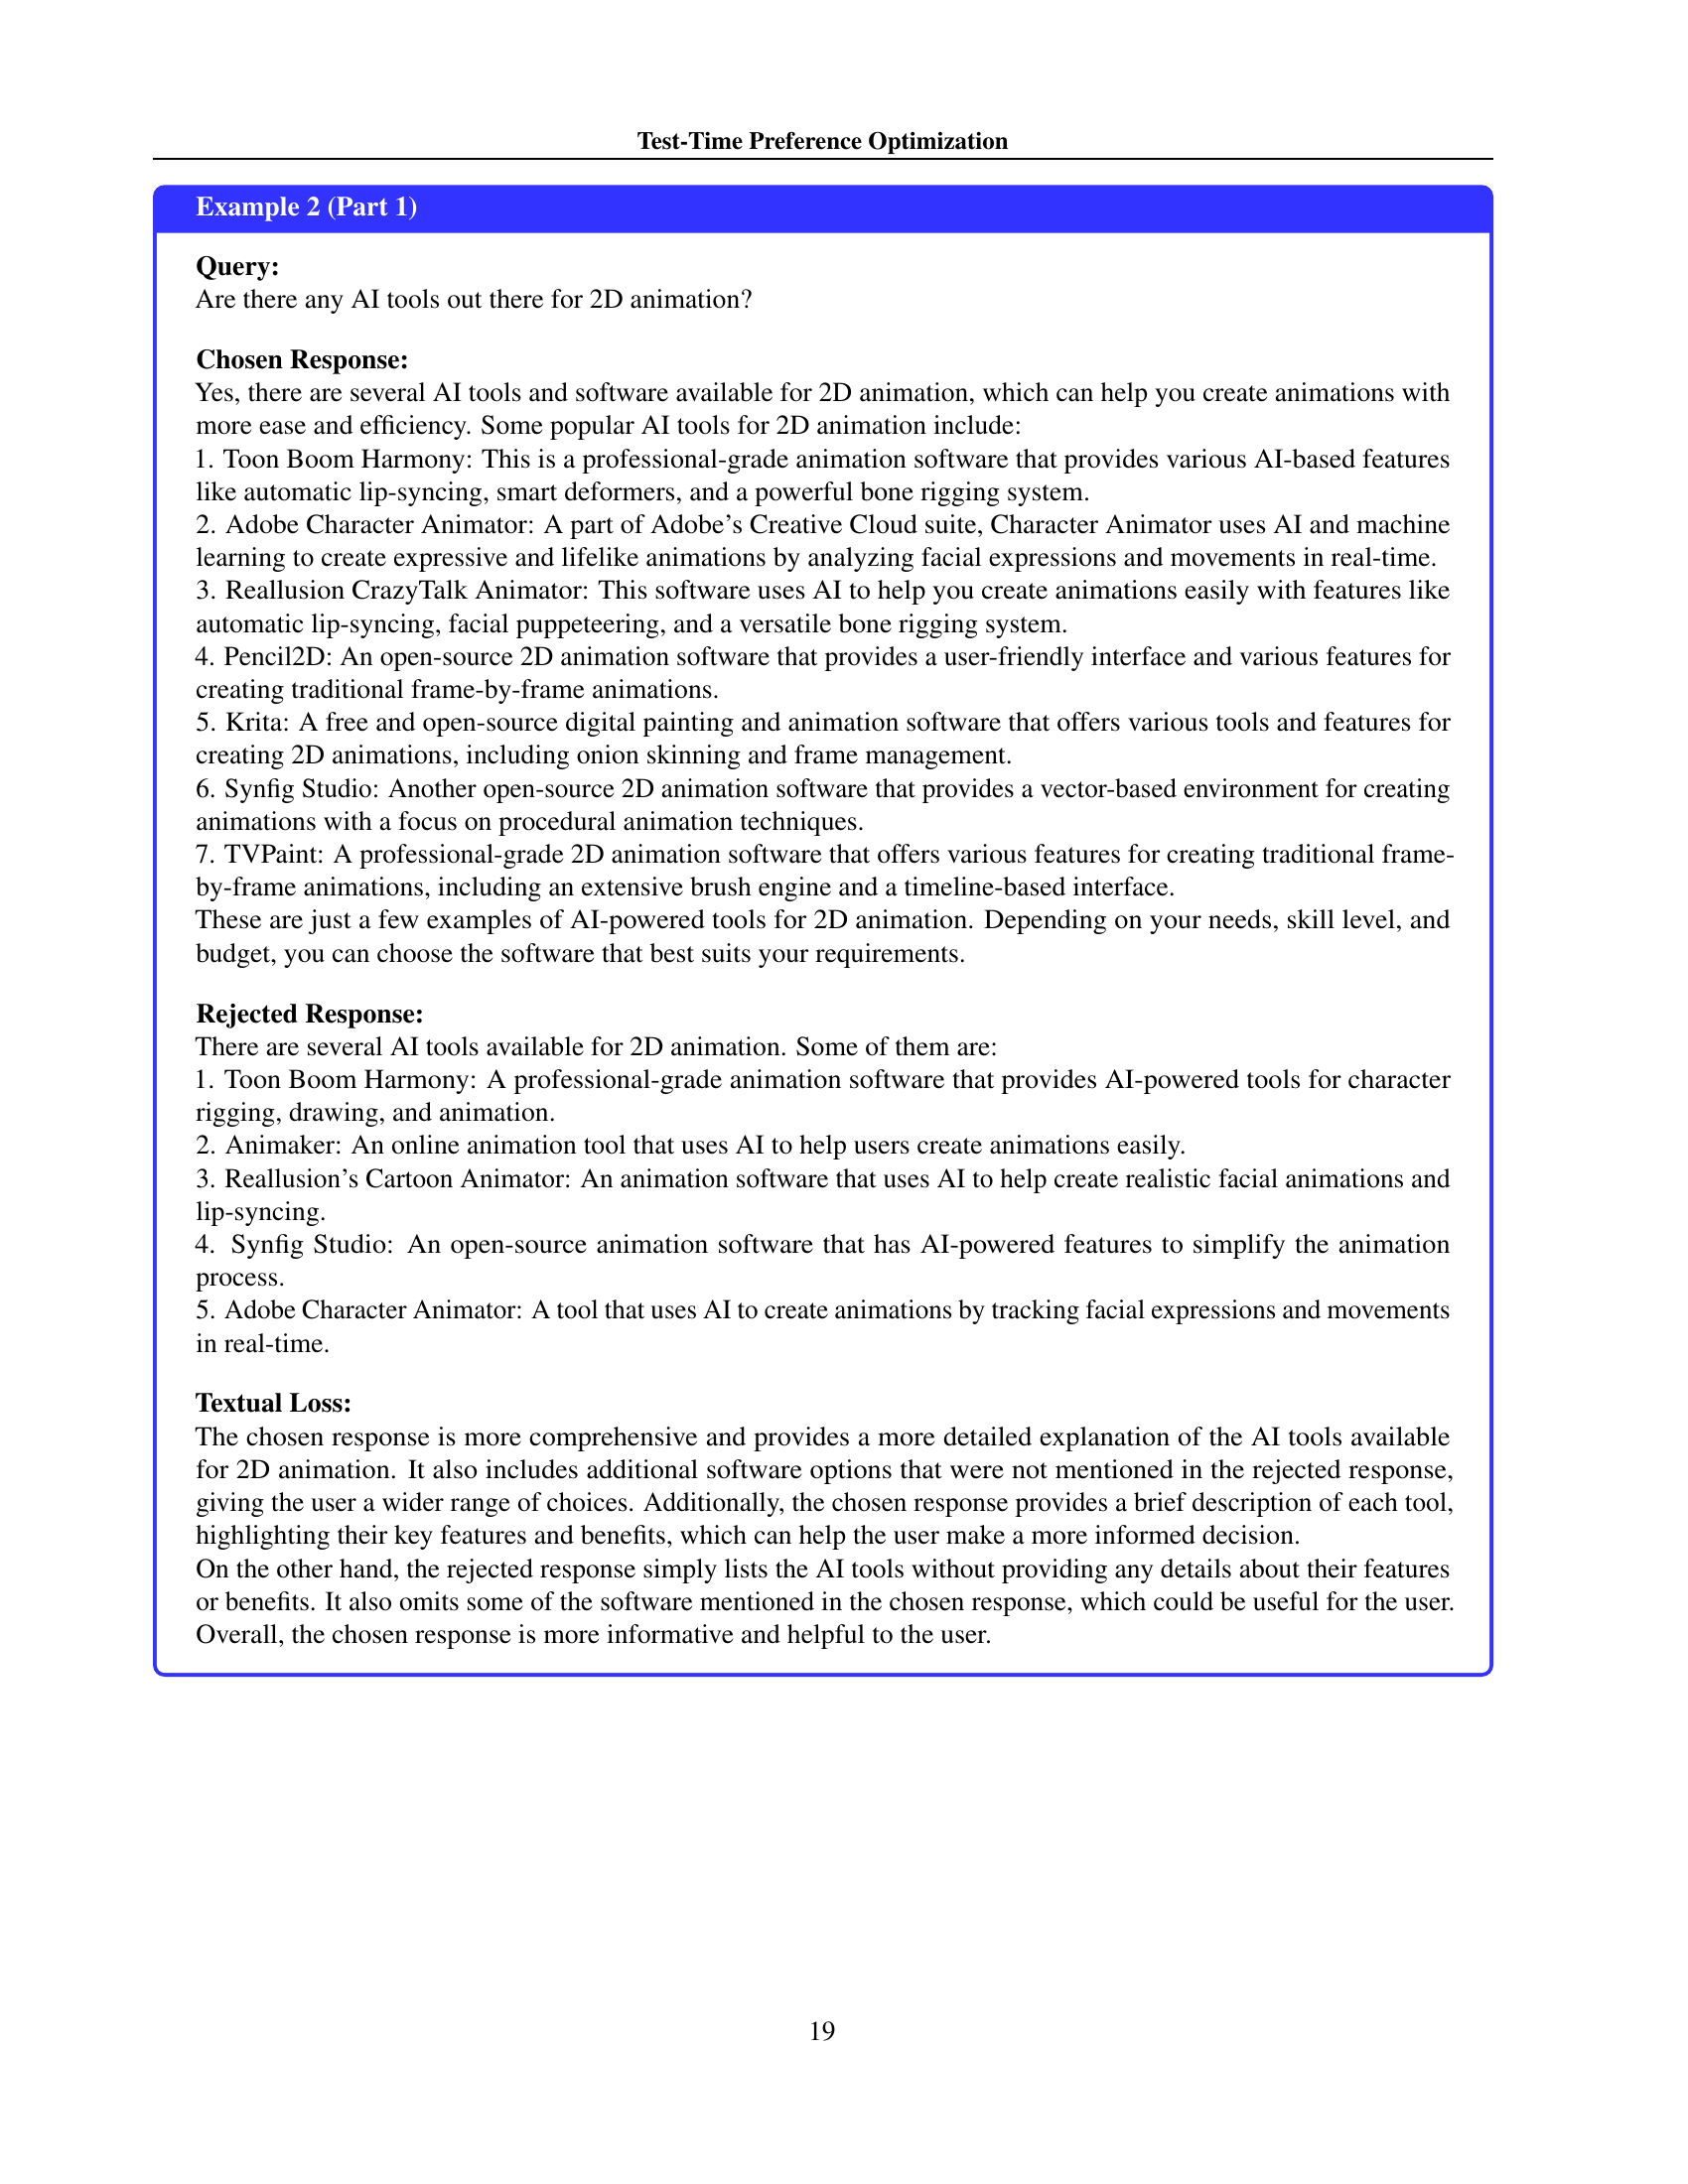 Test-Time Preference Optimization
Example 2 (Part 1)
Query:
Are there any AI tools out there for 2D animation?
Chosen Response:
Yes, there are several AI tools and software available for 2D animation, which can help you create animations with
more ease and efficiency. Some popular AI tools for 2D animation include:
1. Toon Boom Harmony: This is a professional-grade animation software that provides various AI-based features
like automatic lip-syncing, smart deformers, and a powerful bone rigging system.
2. Adobe Character Animator: A part of Adobe’s Creative Cloud suite, Character Animator uses AI and machine
learning to create expressive and lifelike animations by analyzing facial expressions and movements in real-time.
3. Reallusion CrazyTalk Animator: This software uses AI to help you create animations easily with features like
automatic lip-syncing, facial puppeteering, and a versatile bone rigging system.
4. Pencil2D: An open-source 2D animation software that provides a user-friendly interface and various features for
creating traditional frame-by-frame animations.
5. Krita: A free and open-source digital painting and animation software that offers various tools and features for
creating 2D animations, including onion skinning and frame management.
6. Synfig Studio: Another open-source 2D animation software that provides a vector-based environment for creating
animations with a focus on procedural animation techniques.
7. TVPaint: A professional-grade 2D animation software that offers various features for creating traditional frame-
by-frame animations, including an extensive brush engine and a timeline-based interface.
These are just a few examples of AI-powered tools for 2D animation. Depending on your needs, skill level, and
budget, you can choose the software that best suits your requirements.
Rejected Response:
There are several AI tools available for 2D animation. Some of them are:
1. Toon Boom Harmony: A professional-grade animation software that provides AI-powered tools for character
rigging, drawing, and animation.
2. Animaker: An online animation tool that uses AI to help users create animations easily.
3. Reallusion’s Cartoon Animator: An animation software that uses AI to help create realistic facial animations and
lip-syncing.
4. Synfig Studio: An open-source animation software that has AI-powered features to simplify the animation
process.
5. Adobe Character Animator: A tool that uses AI to create animations by tracking facial expressions and movements
in real-time.
Textual Loss:
The chosen response is more comprehensive and provides a more detailed explanation of the AI tools available
for 2D animation. It also includes additional software options that were not mentioned in the rejected response,
giving the user a wider range of choices. Additionally, the chosen response provides a brief description of each tool,
highlighting their key features and benefits, which can help the user make a more informed decision.
On the other hand, the rejected response simply lists the AI tools without providing any details about their features
or benefits. It also omits some of the software mentioned in the chosen response, which could be useful for the user.
Overall, the chosen response is more informative and helpful to the user.
19